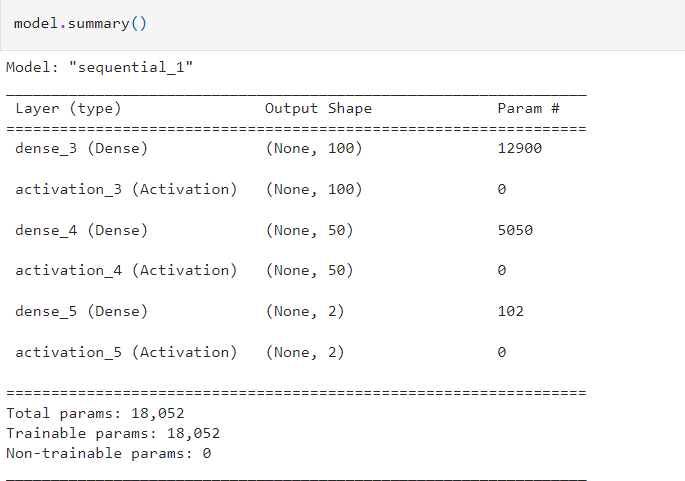 model.summary()
Model: "sequential_1"
Layer (type) Output Shape Param #
dense_3 (Dense) (None, 100) 12900
activation_3 (Activation) (None, 100) 0
dense_4 (Dense) (None, 50) 5050
activation_4 (Activation) (None, 50) 0
dense_5 (Dense) (None, 2) 102
activation_5 (Activation) (None, 2) 0
Total params: 18,052
Trainable params: 18,052
Non-trainable params: 0